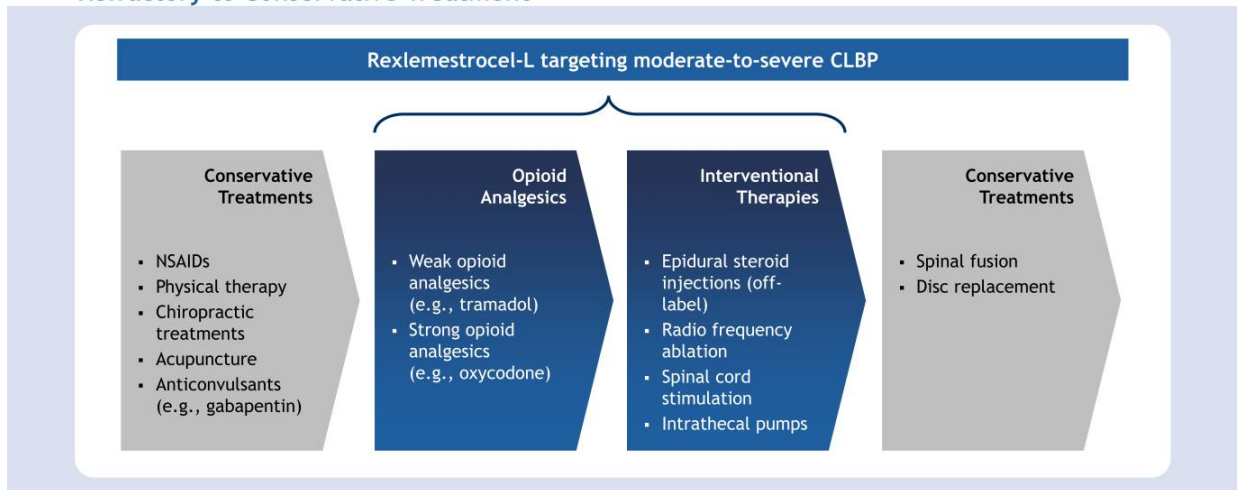 Rexlemestrocel-L targeting moderate-to-severe CLBP
Conservative
Treatments
▪ NSAIDs
▪ Physical therapy
▪ Chiropractic
treatments
▪ Acupuncture
▪ Anticonvulsants
(e.g., gabapentin)
Opioid
Analgesics
▪ Weak opioid
analgesics
(e.g., tramadol)
▪ Strong opioid
analgesics
(e.g., oxycodone)
Interventional
Therapies
▪ Epidural steroid
injections (off-
label)
▪ Radio frequency
ablation
▪ Spinal cord
stimulation
▪ Intrathecal pumps
Conservative
Treatments
▪ Spinal fusion
▪ Disc replacement